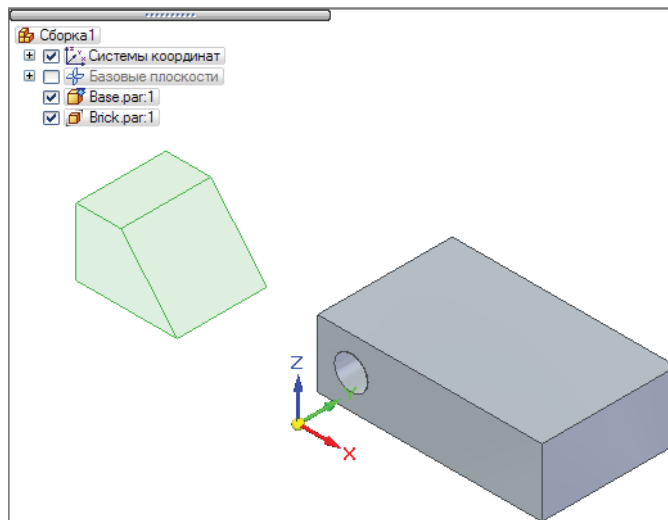 Сборка1
Системы координат
Базовые плоскости
Base.par:1
Brick.par:1
Z
Y
X